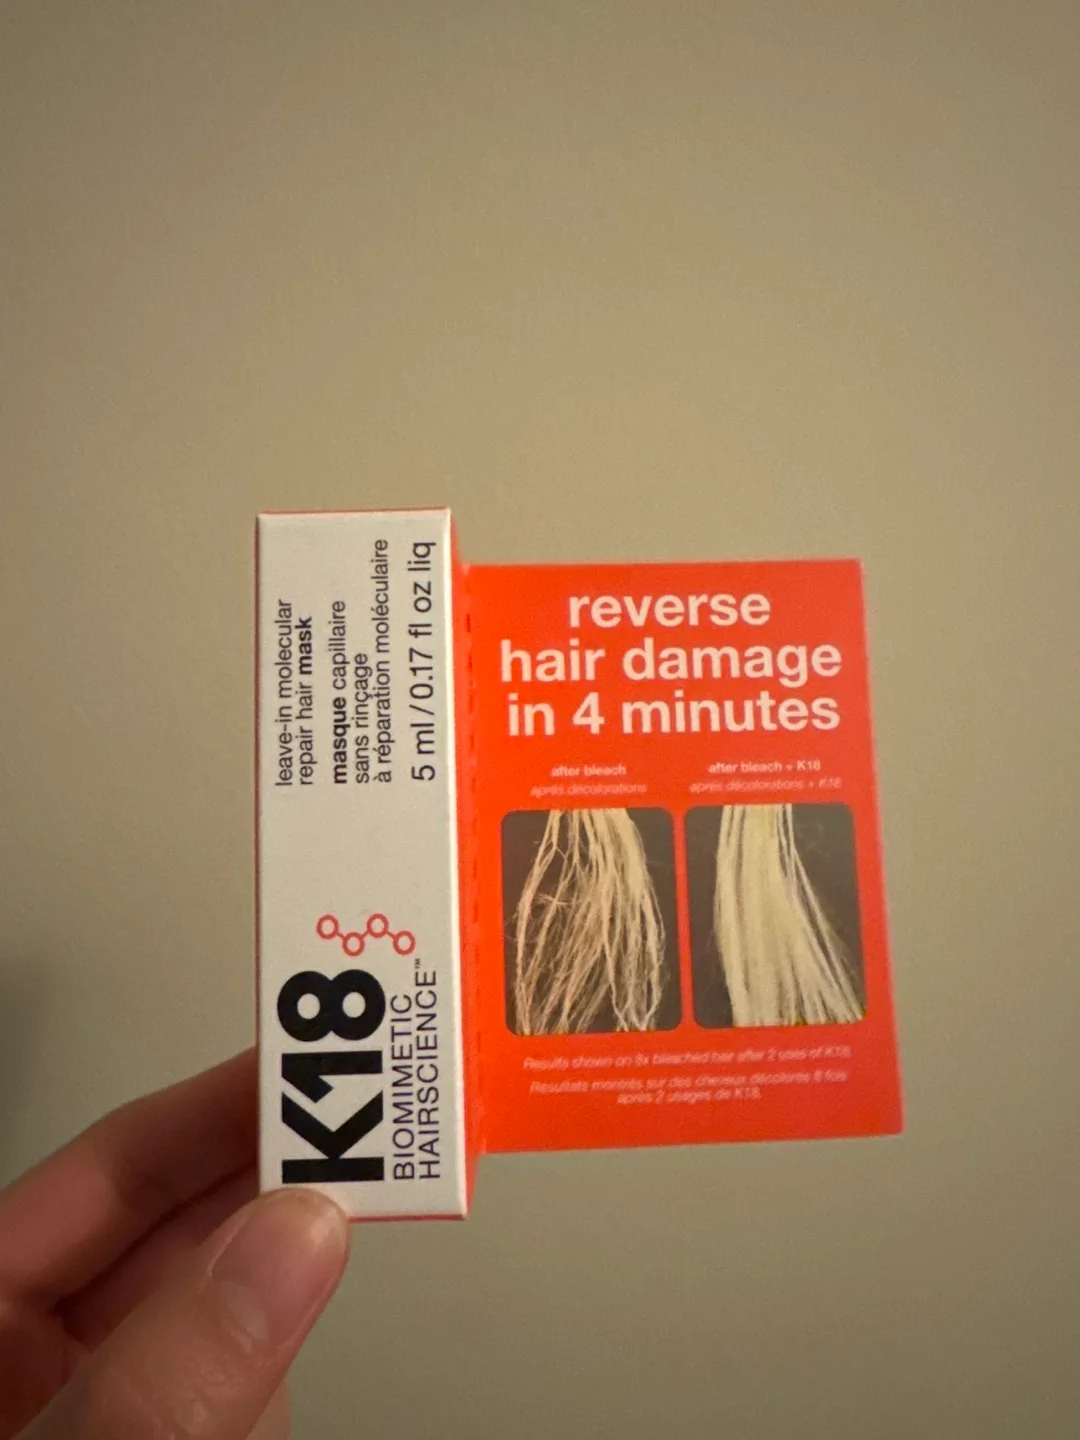 leave-in molecular
repair hair mask
masque capillaire
sans rinçage
à réparation moléculaire
5 ml / 0.17 fl oz liq
K18
BIOMIMETIC
HAIRSCIENCE™
reverse
hair damage
in 4 minutes
after bleach
après décolorations
after bleach + K18
après décolorations + K18
Results shown on 8x bleached hair after 2 uses of K18.
Résultats montrés sur des cheveux décolorés 8 fois
après 2 usages de K18.